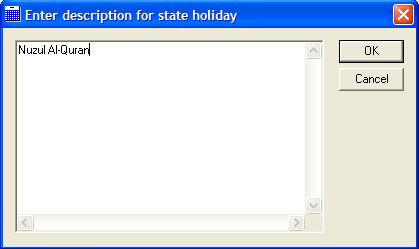 Enter description for state holiday
Nuzul Al-Quran
OK
Cancel